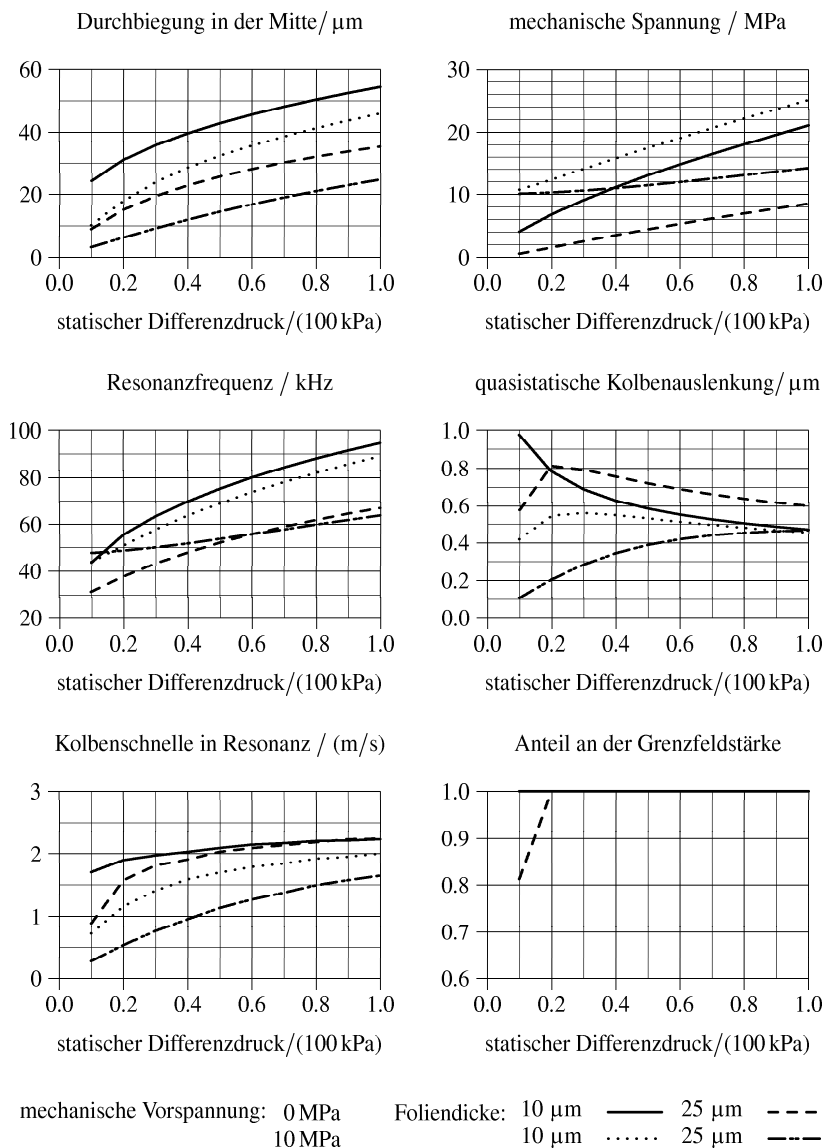 Durchbiegung in der Mitte/ μm
60
40
20
0
0.0 0.2 0.4 0.6 0.8 1.0
statischer Differenzdruck/(100 kPa)
mechanische Spannung / MPa
30
20
10
0
0.0 0.2 0.4 0.6 0.8 1.0
statischer Differenzdruck/(100 kPa)
Resonanzfrequenz / kHz
100
80
60
40
20
0.0 0.2 0.4 0.6 0.8 1.0
statischer Differenzdruck/(100 kPa)
quasistatische Kolbenauslenkung/ μm
1.0
0.8
0.6
0.4
0.2
0.0
0.0 0.2 0.4 0.6 0.8 1.0
statischer Differenzdruck/(100 kPa)
Kolbenschnelle in Resonanz / (m/s)
3
2
1
0
0.0 0.2 0.4 0.6 0.8 1.0
statischer Differenzdruck/(100 kPa)
Anteil an der Grenzfeldstärke
1.0
0.9
0.8
0.7
0.6
0.0 0.2 0.4 0.6 0.8 1.0
statischer Differenzdruck/(100 kPa)
mechanische Vorspannung: 0 MPa Foliendicke: 10 μm 25 μm
10 MPa 10 μm 25 μm